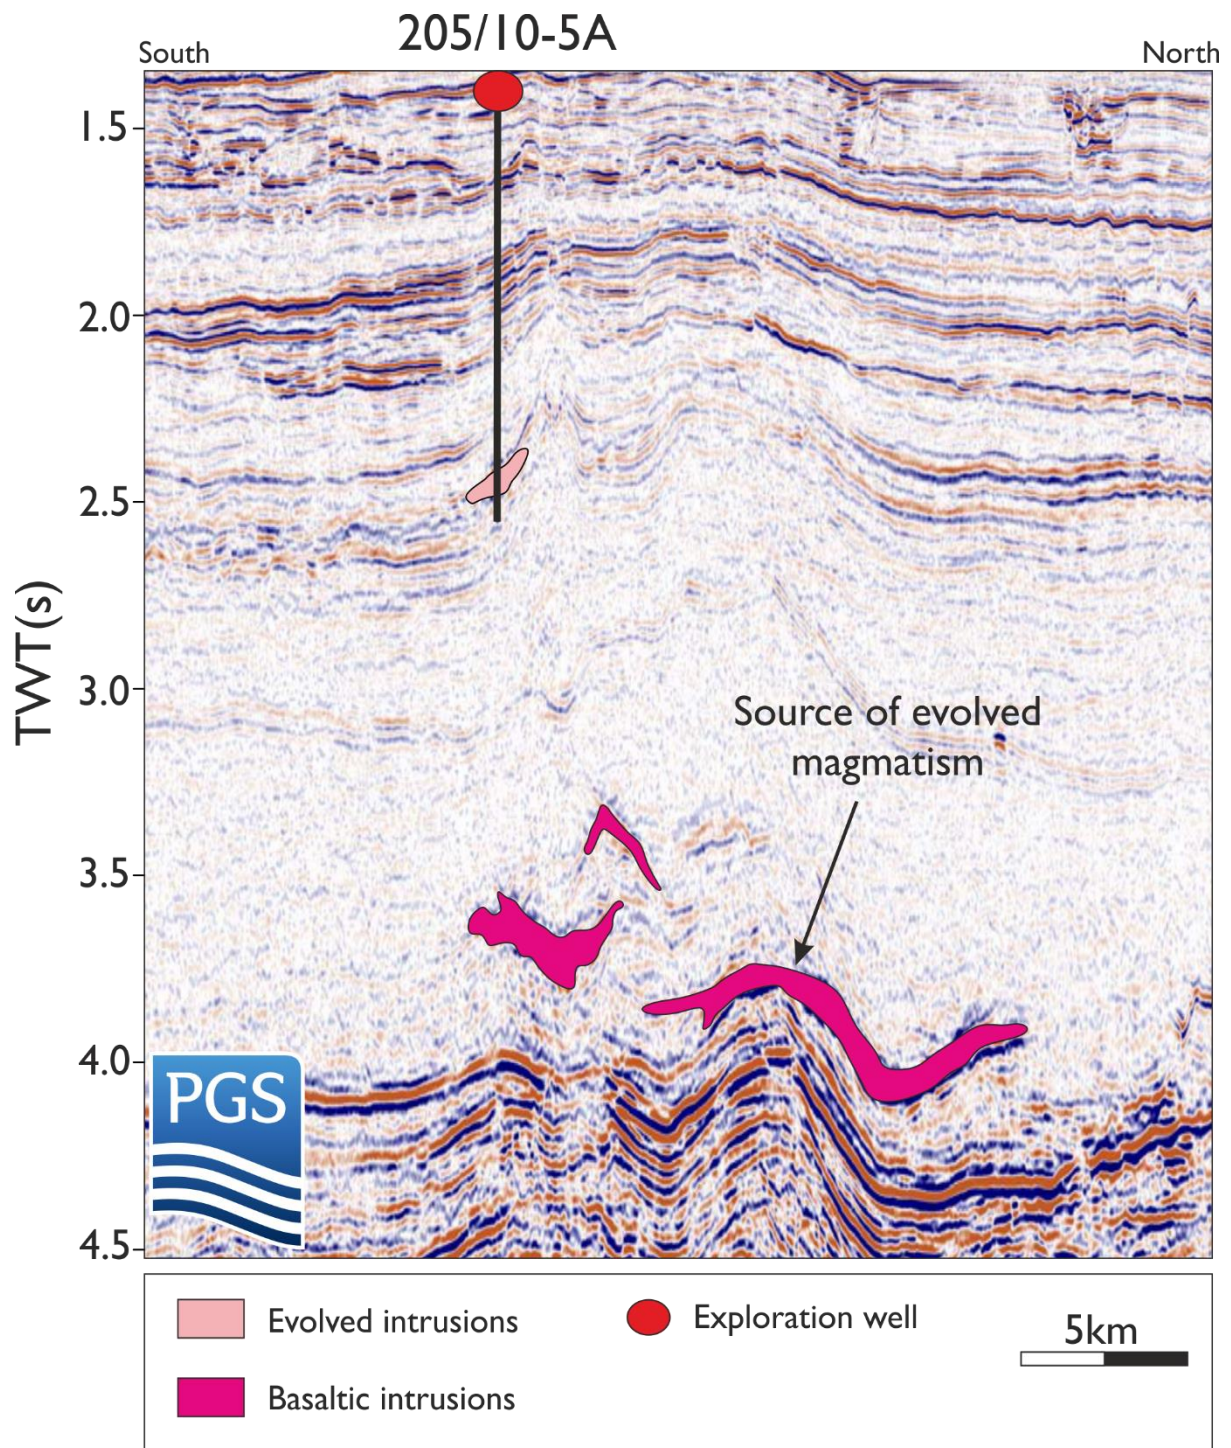 205/10-5A
South
North
1.5
2.0
2.5
3.0
3.5
4.0
4.5
TWT(s)
Source of evolved
magmatism
PGS
Evolved intrusions
Exploration well
5km
Basaltic intrusions